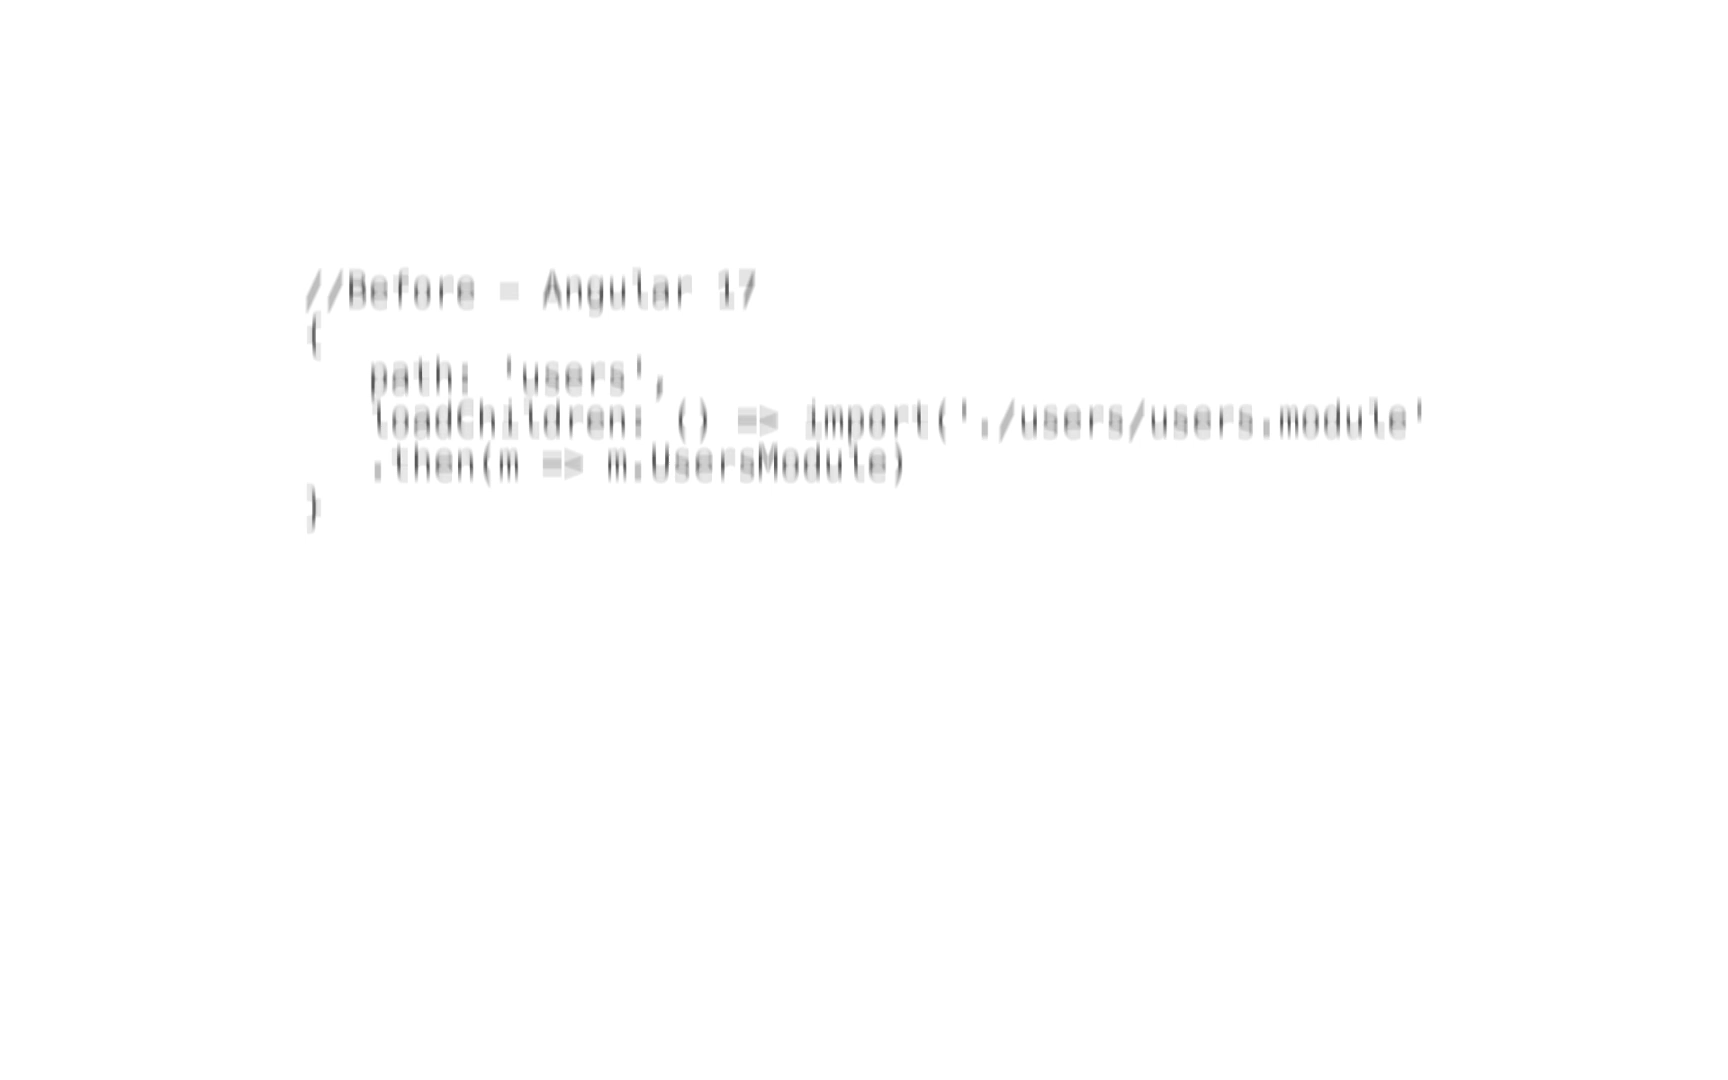 //Before - Angular 17
(
path: 'users',
loadChildren: () => import('./users/users.module'
.then(m => m.UsersModule)
)